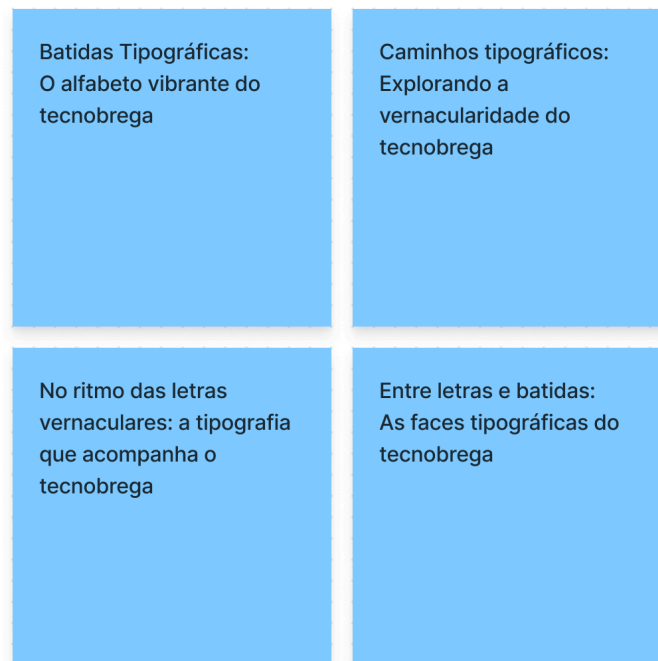 Batidas Tipográficas:
O alfabeto vibrante do
tecnobrega
Caminhos tipográficos:
Explorando a
vernacularidade do
tecnobrega
No ritmo das letras
vernaculares: a tipografia
que acompanha o
tecnobrega
Entre letras e batidas:
As faces tipográficas do
tecnobrega